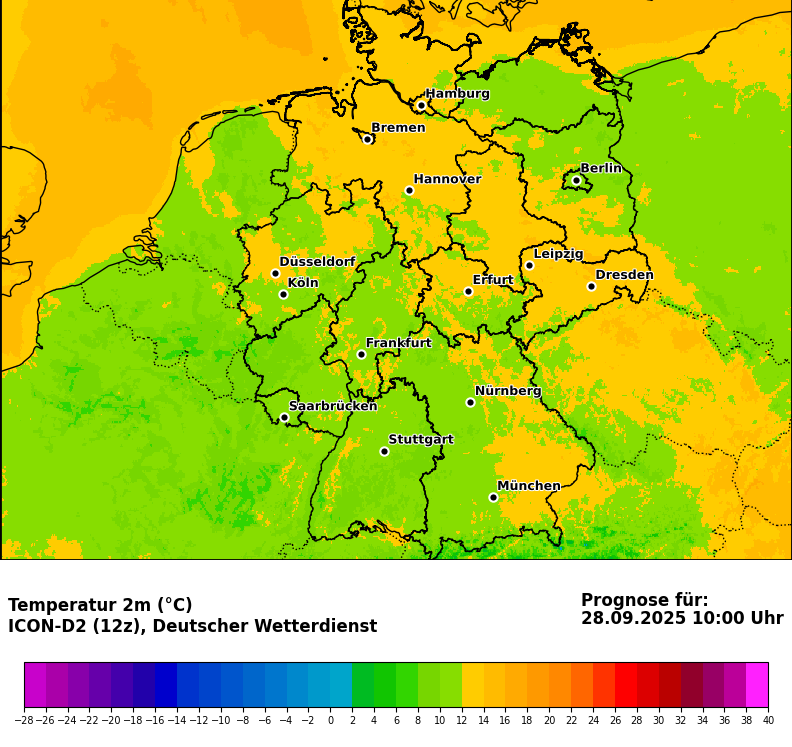 Hamburg
Bremen
Berlin
Hannover
Leipzig
Düsseldorf
Dresden
Erfurt
Köln
Frankfurt
Nürnberg
Saarbrücken
Stuttgart
München
Temperatur 2m (°C)
ICON-D2 (12z), Deutscher Wetterdienst
Prognose für:
28.09.2025 10:00 Uhr
−28 −26 −24 −22 −20 −18 −16 −14 −12 −10 −8 −6 −4 −2 0 2 4 6 8 10 12 14 16 18 20 22 24 26 28 30 32 34 36 38 40